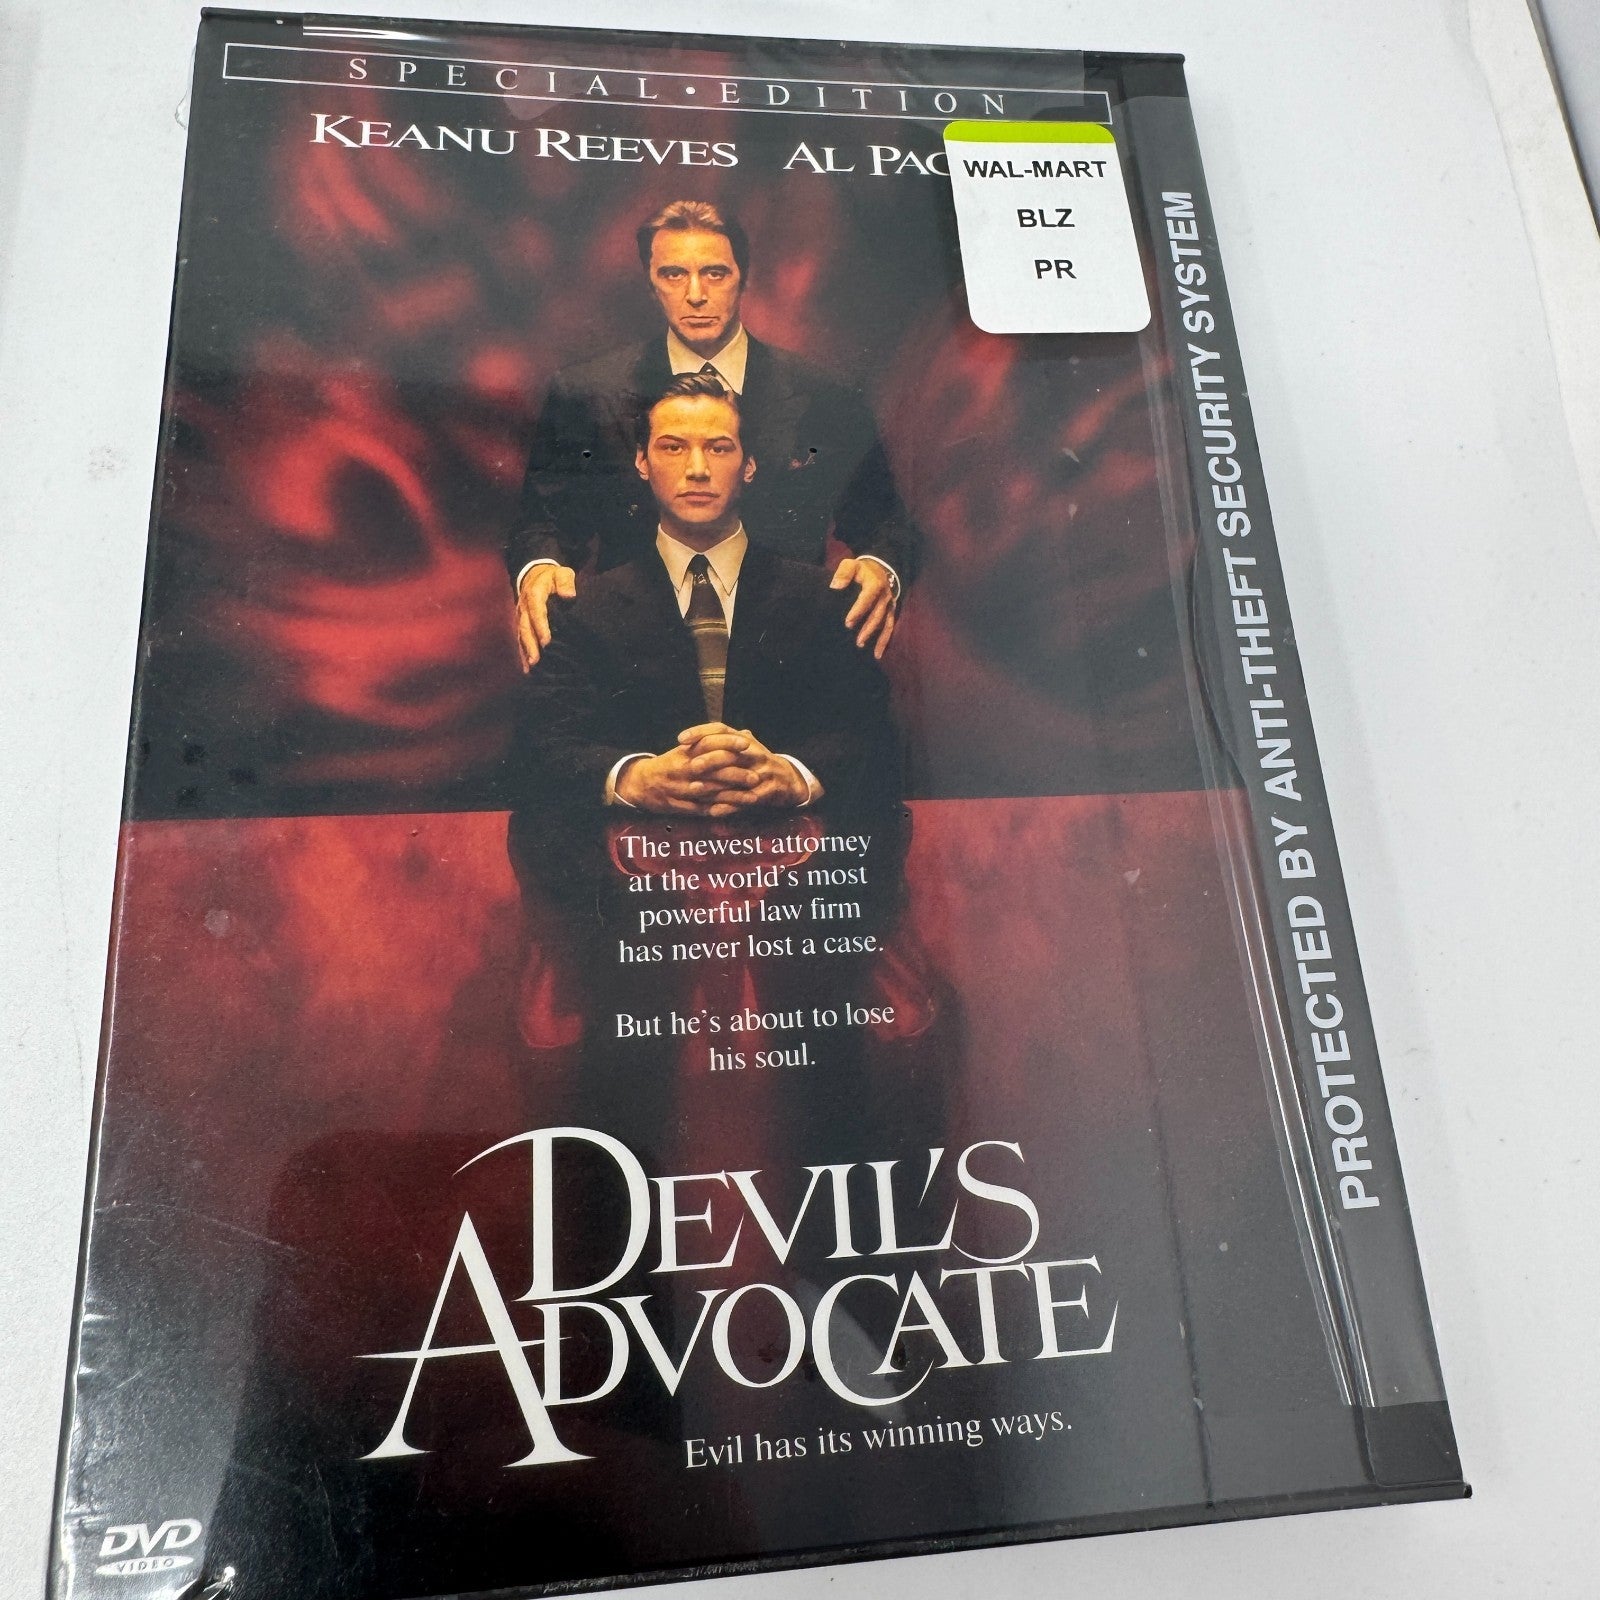 SPECIAL • EDITION
KEANU REEVES AL PAC
WAL-MART
BLZ
PR
PROTECTED BY ANTI-THEFT SECURITY SYSTEM
The newest attorney
at the world's most
powerful law firm
has never lost a case.
But he's about to lose
his soul.
DEVIL'S
ADVOCATE
Evil has its winning ways.
DVD
VIDEO